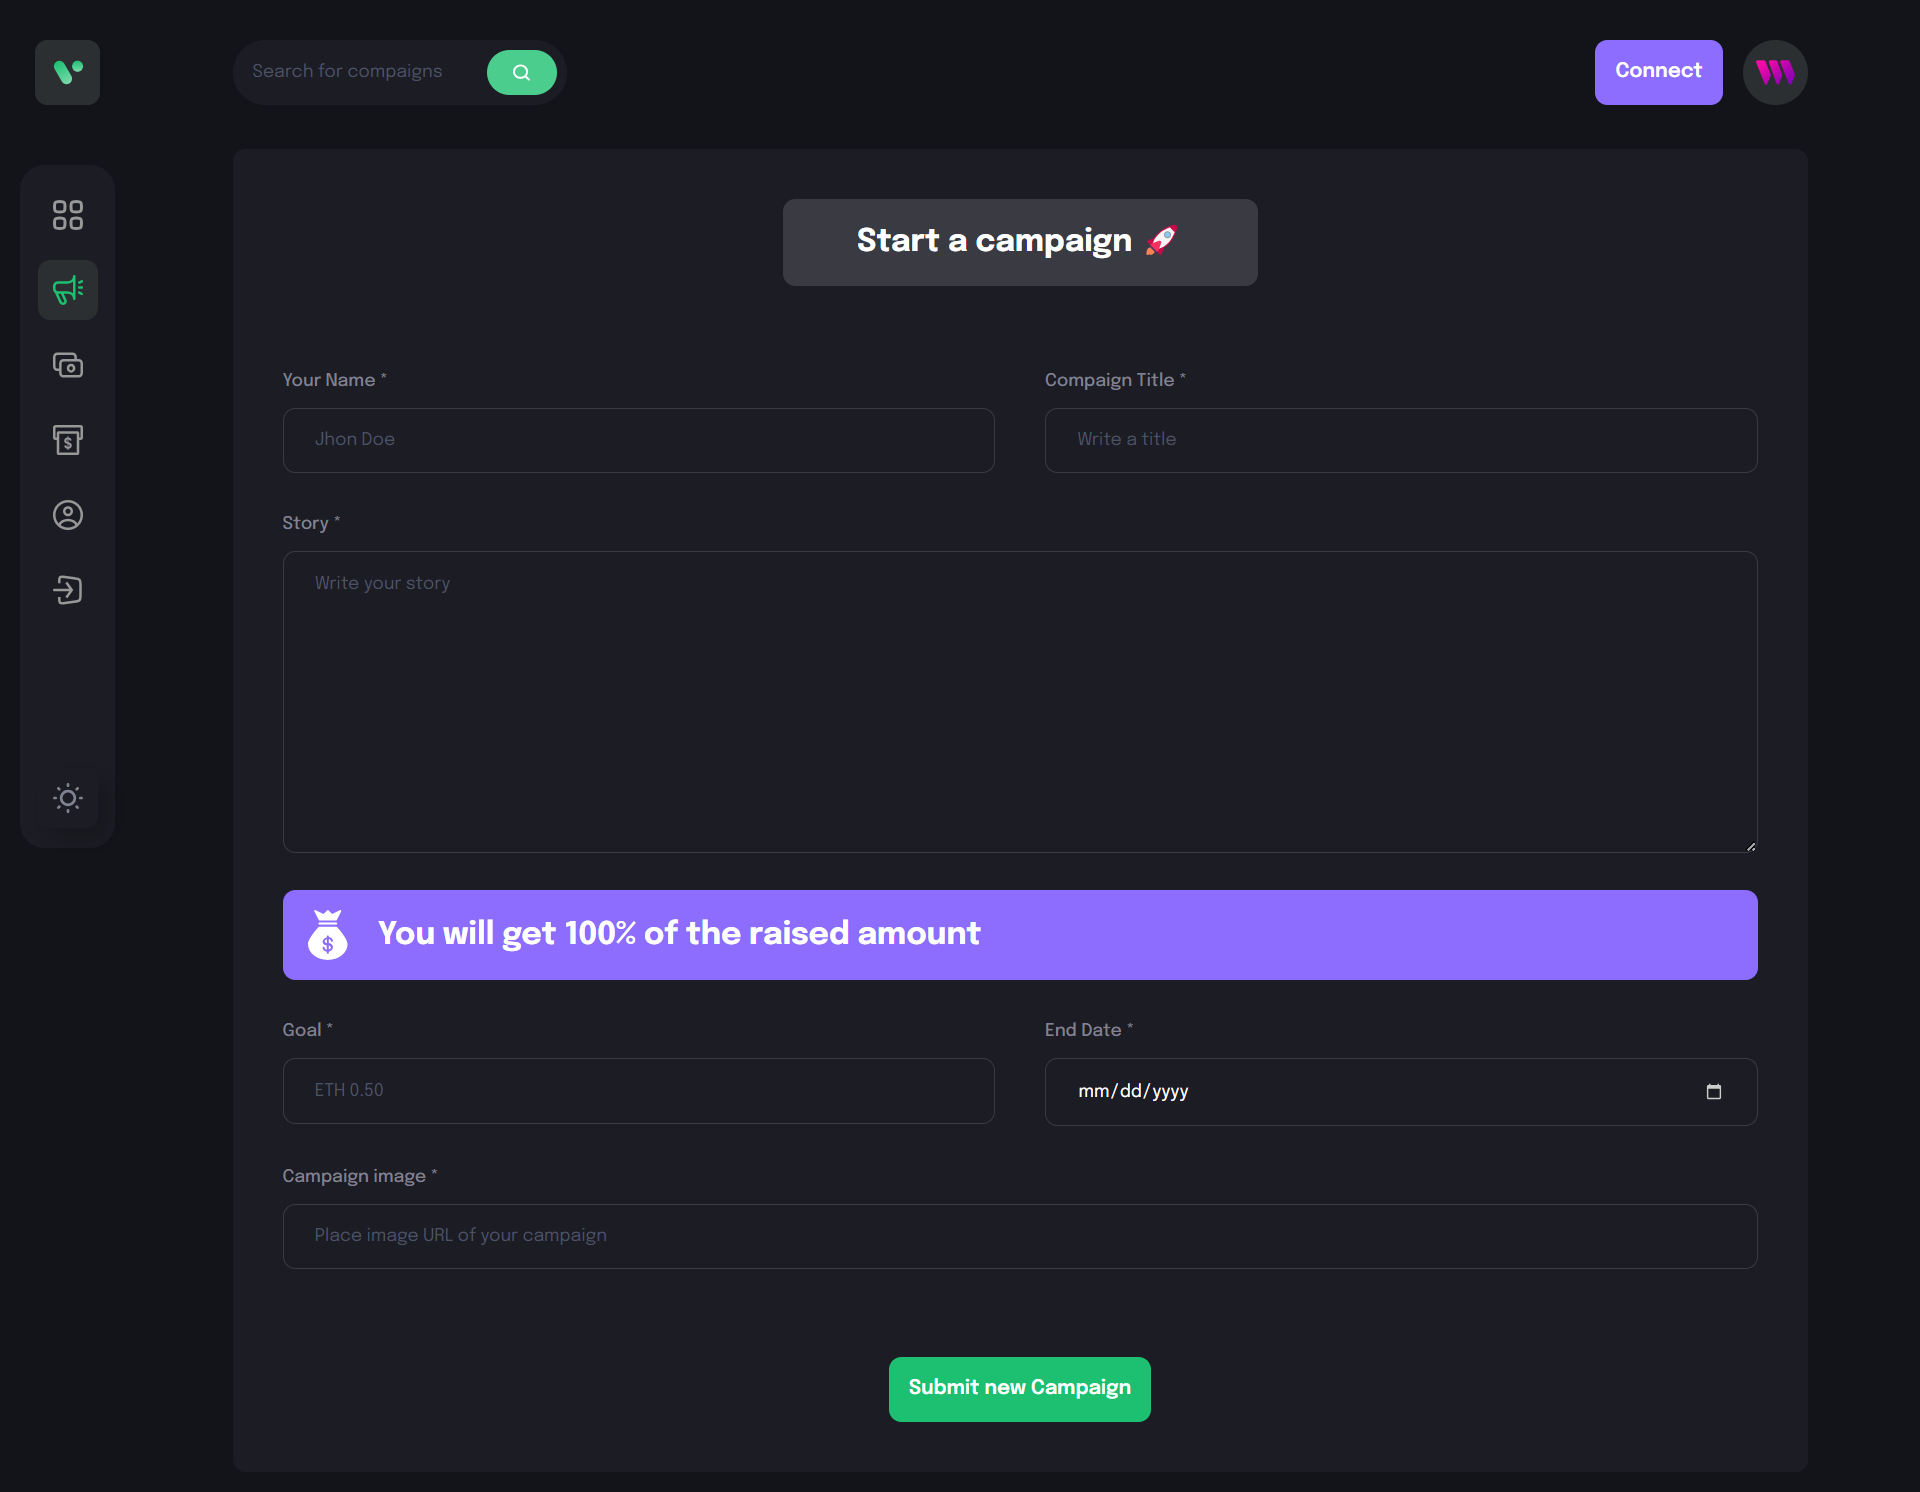 Search for compaigns
Connect
Start a campaign 🚀
Your Name *
Compaign Title *
Jhon Doe
Write a title
Story *
Write your story
You will get 100% of the raised amount
Goal *
End Date *
ETH 0.50
mm/dd/yyyy
Campaign image *
Place image URL of your campaign
Submit new Campaign